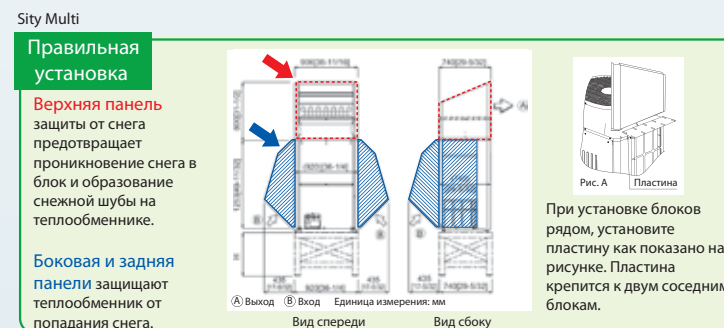 Sity Multi
Правильная
установка
Верхняя панель
защиты от снега
предотвращает
проникновение снега в
блок и образование
снежной шубы на
теплообменнике.
Боковая и задняя
панели защищают
теплообменник от
попадания снега.
A
B
B
B
H
435
435
A Выход B Вход Единица измерения: мм
Вид спереди
Вид сбоку
Рис. А
Пластина
При установке блоков
рядом, установите
пластину как показано на
рисунке. Пластина
крепится к двум соседним
блокам.